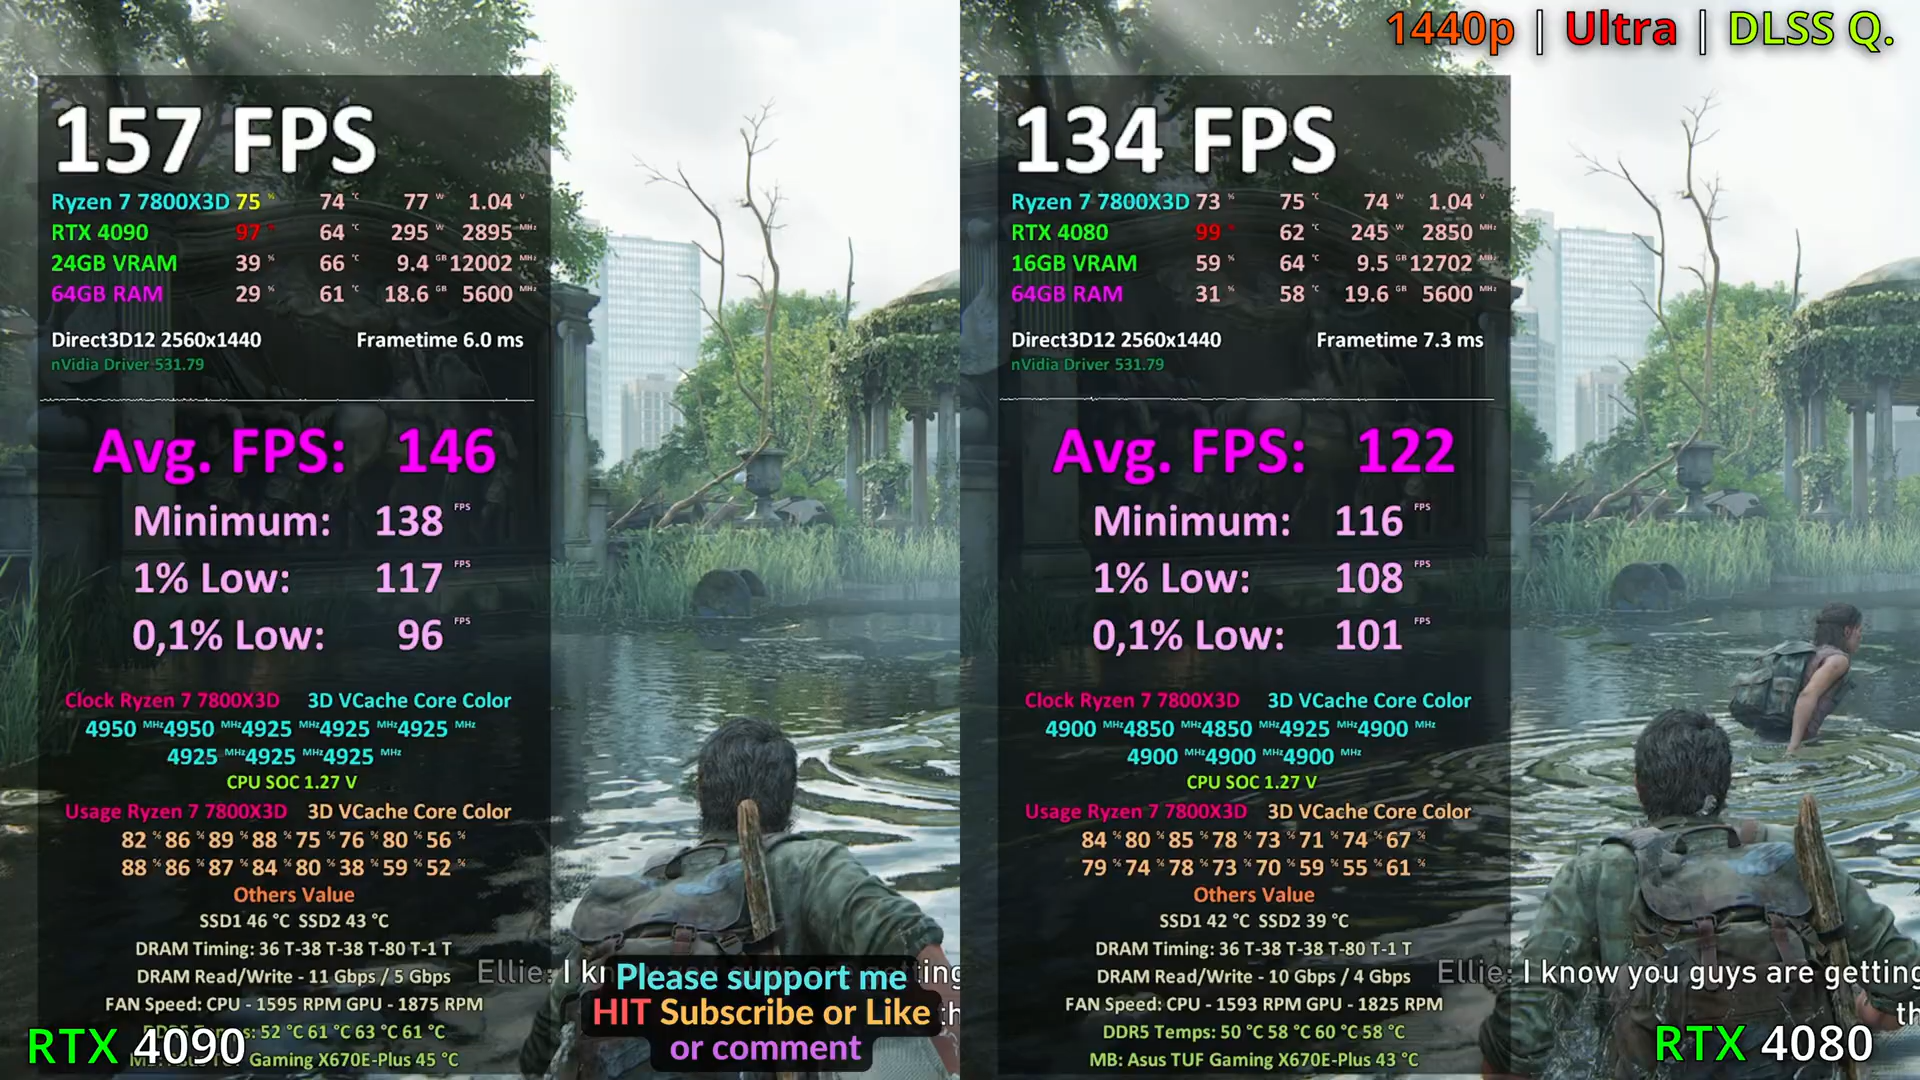 1440p | Ultra | DLSS Q.
157 FPS
Ryzen 7 7800X3D 75 % 74 °C 77 W 1.04 V
RTX 4090 97 % 64 °C 295 W 2895 MHz
24GB VRAM 39 % 66 °C 9.4 GB 12002 MHz
64GB RAM 29 % 61 °C 18.6 GB 5600 MHz
Direct3D12 2560x1440 Frametime 6.0 ms
nVidia Driver 531.79
Avg. FPS: 146
Minimum: 138 FPS
1% Low: 117 FPS
0,1% Low: 96 FPS
Clock Ryzen 7 7800X3D 3D VCache Core Color
4950 MHz 4950 MHz 4925 MHz 4925 MHz 4925 MHz
4925 MHz 4925 MHz 4925 MHz
CPU SOC 1.27 V
Usage Ryzen 7 7800X3D 3D VCache Core Color
82 % 86 % 89 % 88 % 75 % 76 % 80 % 56 %
88 % 86 % 87 % 84 % 80 % 38 % 59 % 52 %
Others Value
SSD1 46 °C SSD2 43 °C
DRAM Timing: 36 T-38 T-38 T-80 T-1 T
DRAM Read/Write - 11 Gbps / 5 Gbps
FAN Speed: CPU - 1595 RPM GPU - 1875 RPM
52 °C 61 °C 63 °C 61 °C
Gaming X670E-Plus 45 °C
RTX 4090
Ellie: I
Please support me
HIT Subscribe or Like
or comment
134 FPS
Ryzen 7 7800X3D 73 % 75 °C 74 W 1.04 V
RTX 4080 99 % 62 °C 245 W 2850 MHz
16GB VRAM 59 % 64 °C 9.5 GB 12702 MHz
64GB RAM 31 % 58 °C 19.6 GB 5600 MHz
Direct3D12 2560x1440 Frametime 7.3 ms
nVidia Driver 531.79
Avg. FPS: 122
Minimum: 116 FPS
1% Low: 108 FPS
0,1% Low: 101 FPS
Clock Ryzen 7 7800X3D 3D VCache Core Color
4900 MHz 4850 MHz 4850 MHz 4925 MHz 4900 MHz
4900 MHz 4900 MHz 4900 MHz
CPU SOC 1.27 V
Usage Ryzen 7 7800X3D 3D VCache Core Color
84 % 80 % 85 % 78 % 73 % 71 % 74 % 67 %
79 % 74 % 78 % 73 % 70 % 59 % 55 % 61 %
Others Value
SSD1 42 °C SSD2 39 °C
DRAM Timing: 36 T-38 T-38 T-80 T-1 T
DRAM Read/Write - 10 Gbps / 4 Gbps
FAN Speed: CPU - 1593 RPM GPU - 1825 RPM
DDR5 Temps: 50 °C 58 °C 60 °C 58 °C
MB: Asus TUF Gaming X670E-Plus 43 °C
Ellie: I know you guys are getting
th
RTX 4080